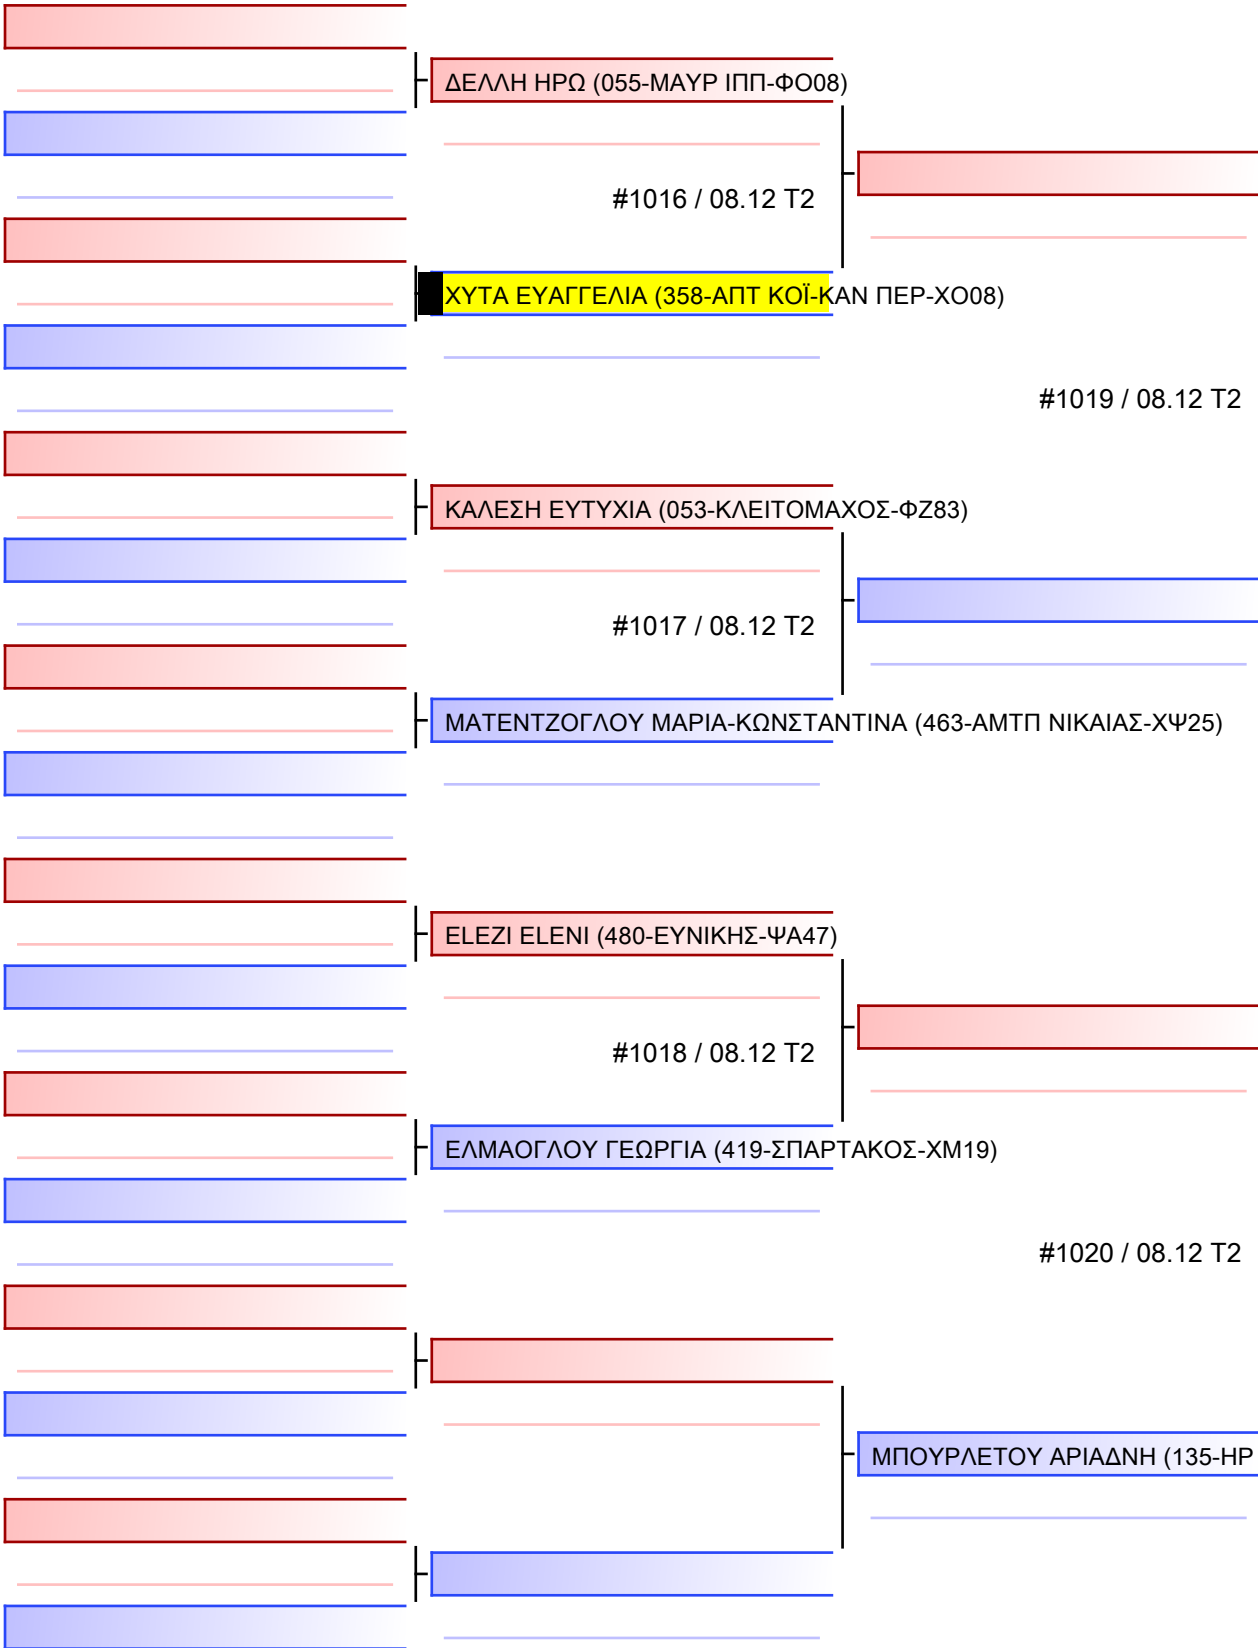 ΔΕΛΛΗ ΗΡΩ (055-ΜΑΥΡ ΙΠΠ-ΦΟ08)
#1016 / 08.12 T2
ΧΥΤΑ ΕΥΑΓΓΕΛΙΑ (358-ΑΠΤ ΚΟΪ-ΚΑΝ ΠΕΡ-ΧΟ08)
#1019 / 08.12 T2
ΚΑΛΕΣΗ ΕΥΤΥΧΙΑ (053-ΚΛΕΙΤΟΜΑΧΟΣ-ΦΖ83)
#1017 / 08.12 T2
ΜΑΤΕΝΤΖΟΓΛΟΥ ΜΑΡΙΑ-ΚΩΝΣΤΑΝΤΙΝΑ (463-ΑΜΤΠ ΝΙΚΑΙΑΣ-ΧΨ25)
ELEZI ELENI (480-ΕΥΝΙΚΗΣ-ΨΑ47)
#1018 / 08.12 T2
ΕΛΜΑΟΓΛΟΥ ΓΕΩΡΓΙΑ (419-ΣΠΑΡΤΑΚΟΣ-ΧΜ19)
#1020 / 08.12 T2
ΜΠΟΥΡΛΕΤΟΥ ΑΡΙΑΔΝΗ (135-ΗΡ